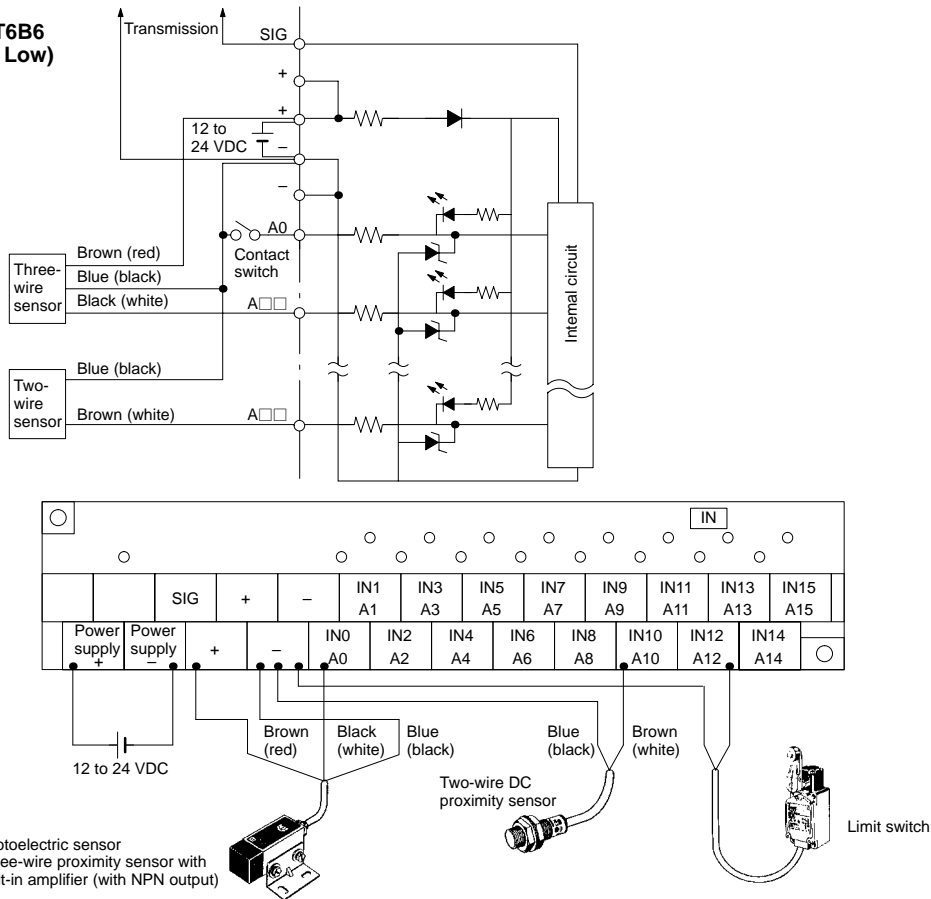 T6B6
Low)
Transmission
SIG
+
+
12 to
24 VDC
–
–
A0
Contact
switch
Three-
wire
sensor
Brown (red)
Blue (black)
Black (white)
A□□
Two-
wire
sensor
Blue (black)
Brown (white)
A□□
Internal circuit
IN
SIG
+
–
IN1
A1
IN3
A3
IN5
A5
IN7
A7
IN9
A9
IN11
A11
IN13
A13
IN15
A15
Power
supply
+
Power
supply
–
+
–
IN0
A0
IN2
A2
IN4
A4
IN6
A6
IN8
A8
IN10
A10
IN12
A12
IN14
A14
12 to 24 VDC
Brown
(red)
Black
(white)
Blue
(black)
Blue
(black)
Brown
(white)
Two-wire DC
proximity sensor
Limit switch
otoelectric sensor
ree-wire proximity sensor with
t-in amplifier (with NPN output)